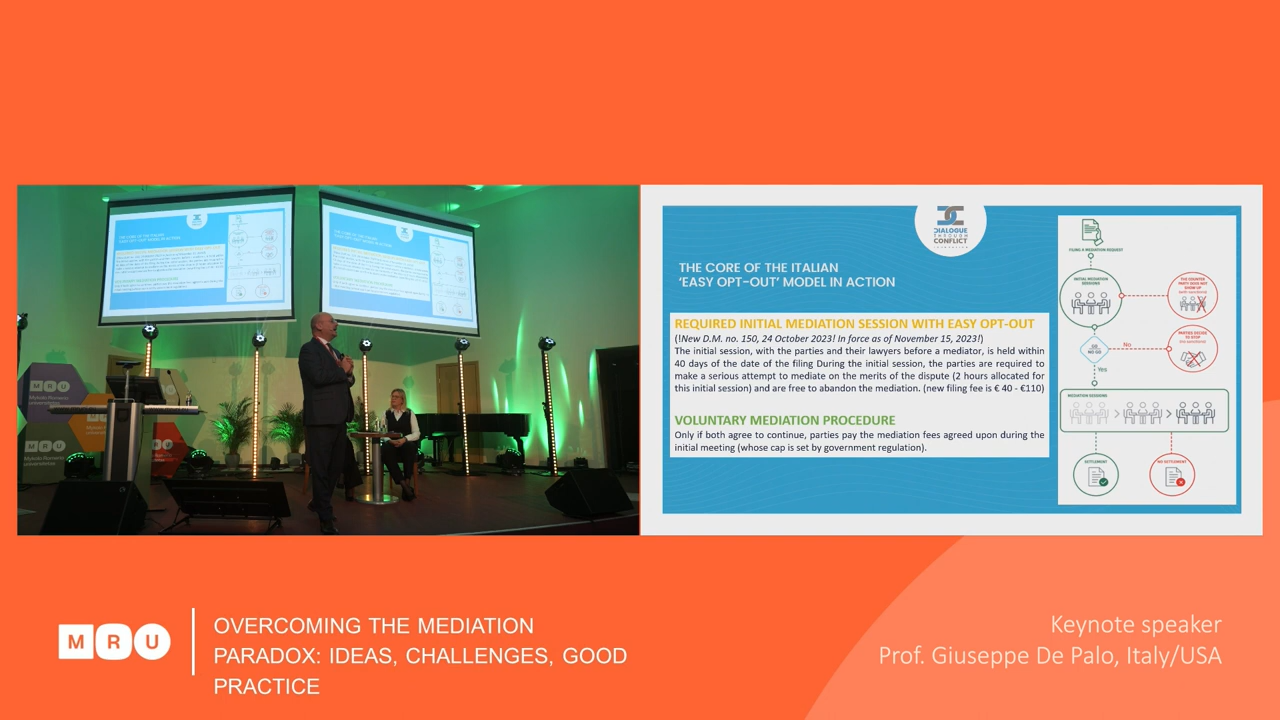 THE CORE OF THE ITALIAN
‘EASY OPT-OUT’ MODEL IN ACTION
DIALOGUE
THROUGH
CONFLICT
REQUIRED INITIAL MEDIATION SESSION WITH EASY OPT-OUT
(!New D.M. no. 150, 24 October 2023! In force as of November 15, 2023!)
The initial session, with the parties and their lawyers before a mediator, is held within
40 days of the date of the filing During the initial session, the parties are required to
make a serious attempt to mediate on the merits of the dispute (2 hours allocated for
this initial session) and are free to abandon the mediation. (new filing fee is € 40 - €110)
VOLUNTARY MEDIATION PROCEDURE
Only if both agree to continue, parties pay the mediation fees agreed upon during the
initial meeting (whose cap is set by government regulation).
FILING A MEDIATION REQUEST
INITIAL MEDIATION
SESSIONS
THE COUNTER
PARTY DOES NOT
SHOW UP
GO
NO GO
No
PARTIES DECIDE
TO STOP
Yes
MEDIATION SESSIONS
SETTLEMENT
NO SETTLEMENT
MRU
Mykolo Romerio
universitetas
MRU
MRU
OVERCOMING THE MEDIATION
PARADOX: IDEAS, CHALLENGES, GOOD
PRACTICE
Keynote speaker
Prof. Giuseppe De Palo, Italy/USA